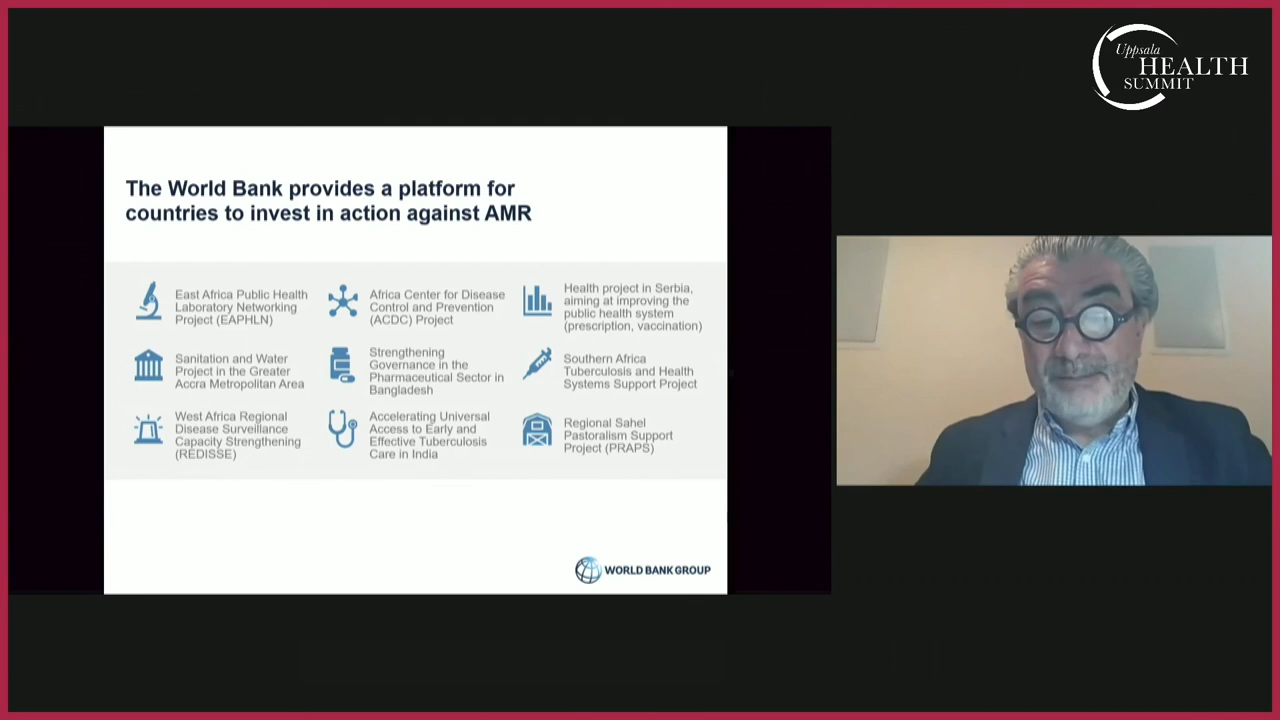 Uppsala
HEALTH
SUMMIT
The World Bank provides a platform for
countries to invest in action against AMR
East Africa Public Health
Laboratory Networking
Project (EAPHLN)
Africa Center for Disease
Control and Prevention
(ACDC) Project
Health project in Serbia,
aiming at improving the
public health system
(prescription, vaccination)
Sanitation and Water
Project in the Greater
Accra Metropolitan Area
Strengthening
Governance in the
Pharmaceutical Sector in
Bangladesh
Southern Africa
Tuberculosis and Health
Systems Support Project
West Africa Regional
Disease Surveillance
Capacity Strengthening
(REDISSE)
Accelerating Universal
Access to Early and
Effective Tuberculosis
Care in India
Regional Sahel
Pastoralism Support
Project (PRAPS)
WORLD BANK GROUP